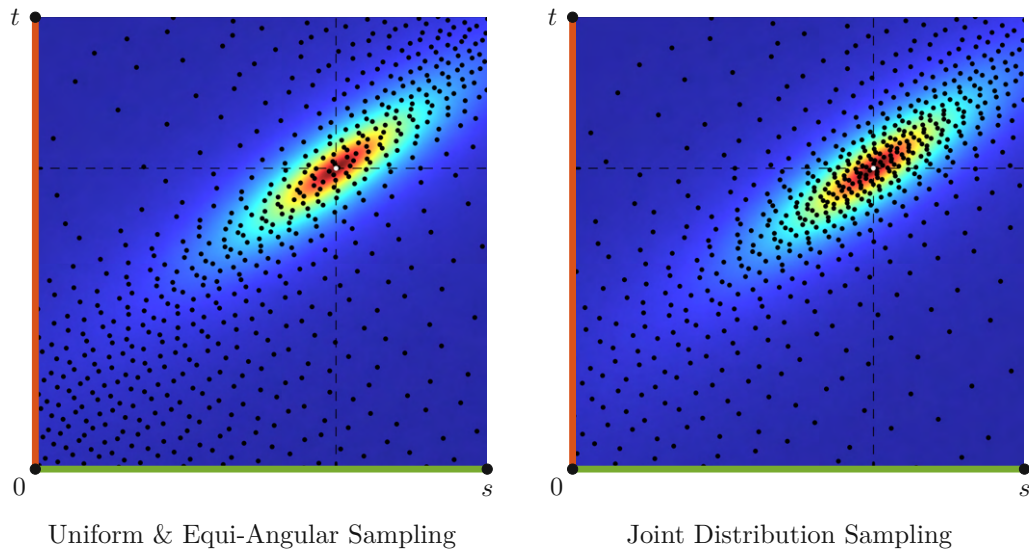 t
t
0
s
0
s
Uniform & Equi-Angular Sampling
Joint Distribution Sampling